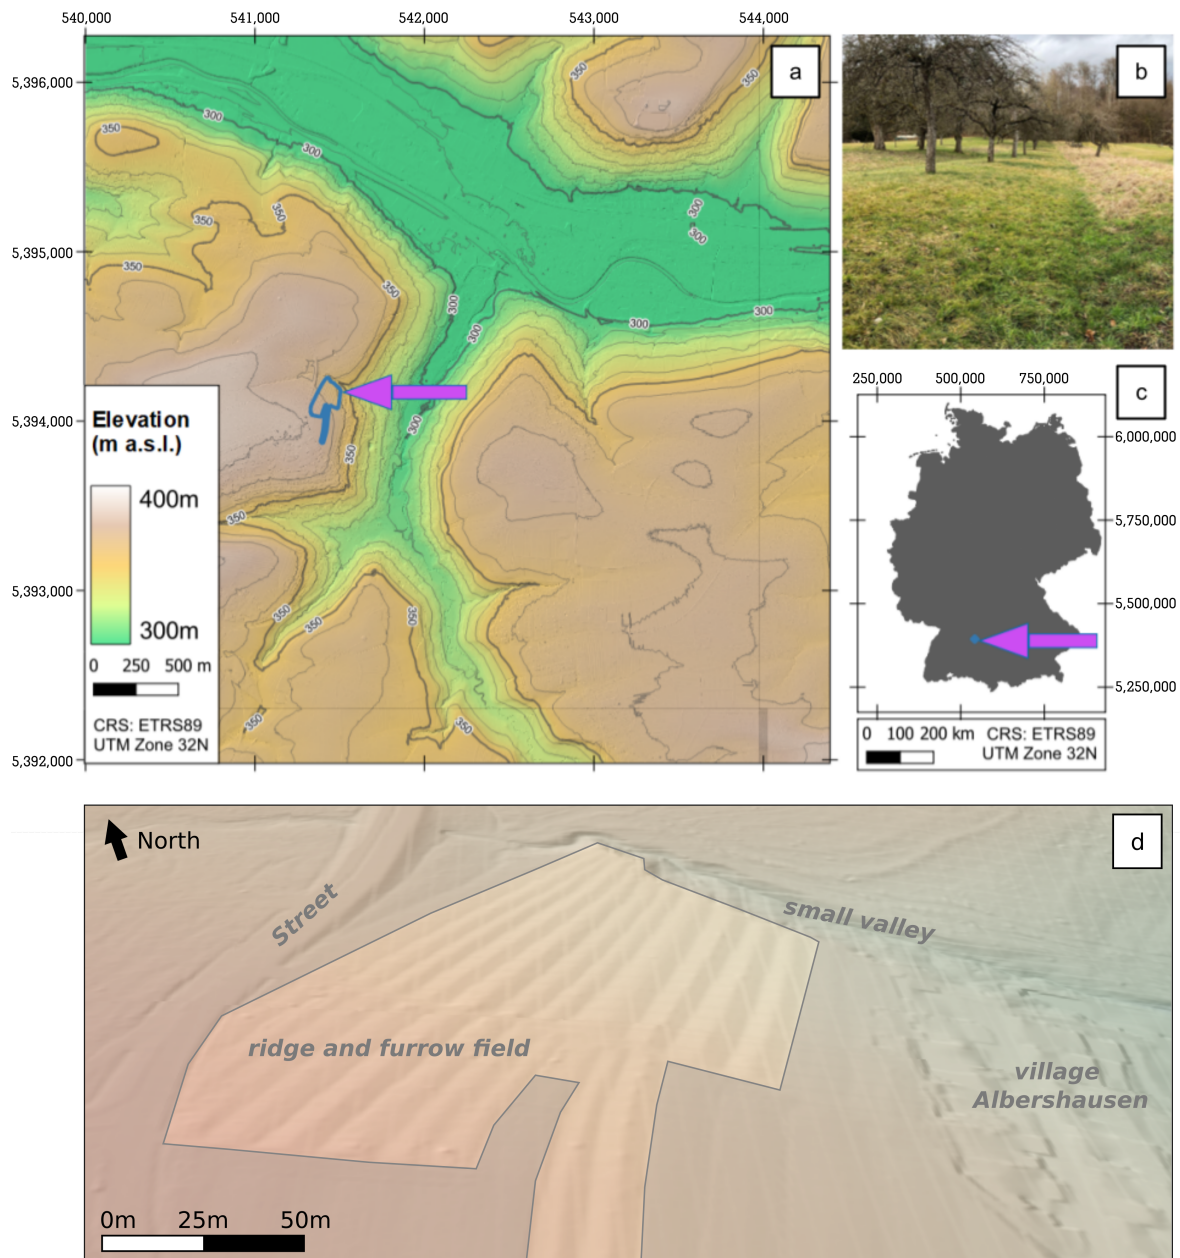 540,000 541,000 542,000 543,000 544,000
5,396,000
5,395,000
5,394,000
5,393,000
5,392,000
a
350
350
350
300
300
350
350
350
350
300
300
300
300
300
300
300
350
350
350
350
350
350
350
Elevation
(m a.s.l.)
400m
300m
0 250 500 m
CRS: ETRS89
UTM Zone 32N
b
c
250,000 500,000 750,000
6,000,000
5,750,000
5,500,000
5,250,000
0 100 200 km CRS: ETRS89
UTM Zone 32N
d
North
Street
small valley
ridge and furrow field
village
Albershausen
0m 25m 50m